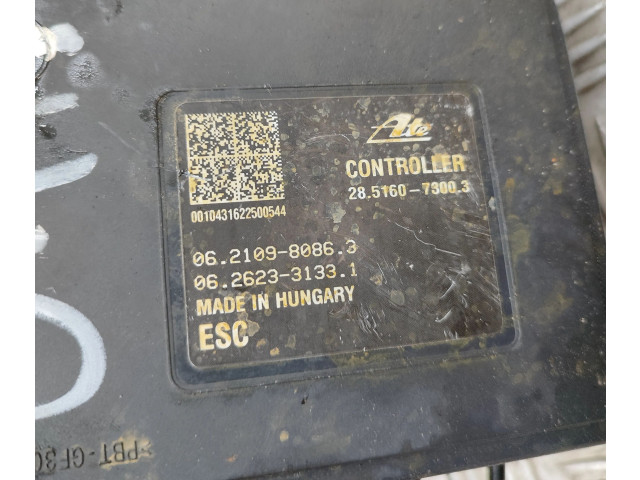 Ate
CONTROLLER
28.5160-7300.3
0010431622500544
06.2109-8086.3
06.2623-3133.1
MADE IN HUNGARY
ESC
>PBT-GF30